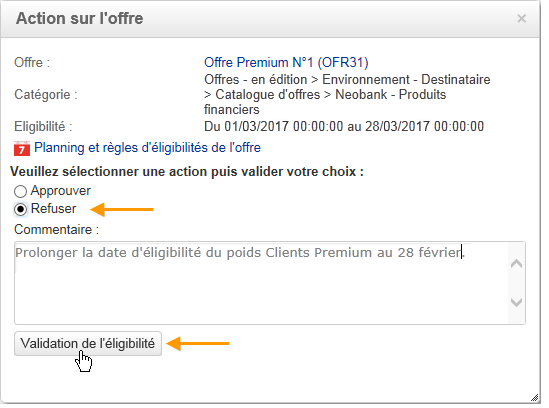 Action sur l'offre
Offre : Offre Premium N°1 (OFR31)
Offres - en édition > Environnement - Destinataire
Catégorie : > Catalogue d'offres > Neobank - Produits
financiers
Eligibilité : Du 01/03/2017 00:00:00 au 28/03/2017 00:00:00
7 Planning et règles d'éligibilités de l'offre
Veuillez sélectionner une action puis valider votre choix :
Approuver
Refuser
Commentaire :
Prolonger la date d'éligibilité du poids Clients Premium au 28 février.
Validation de l'éligibilité